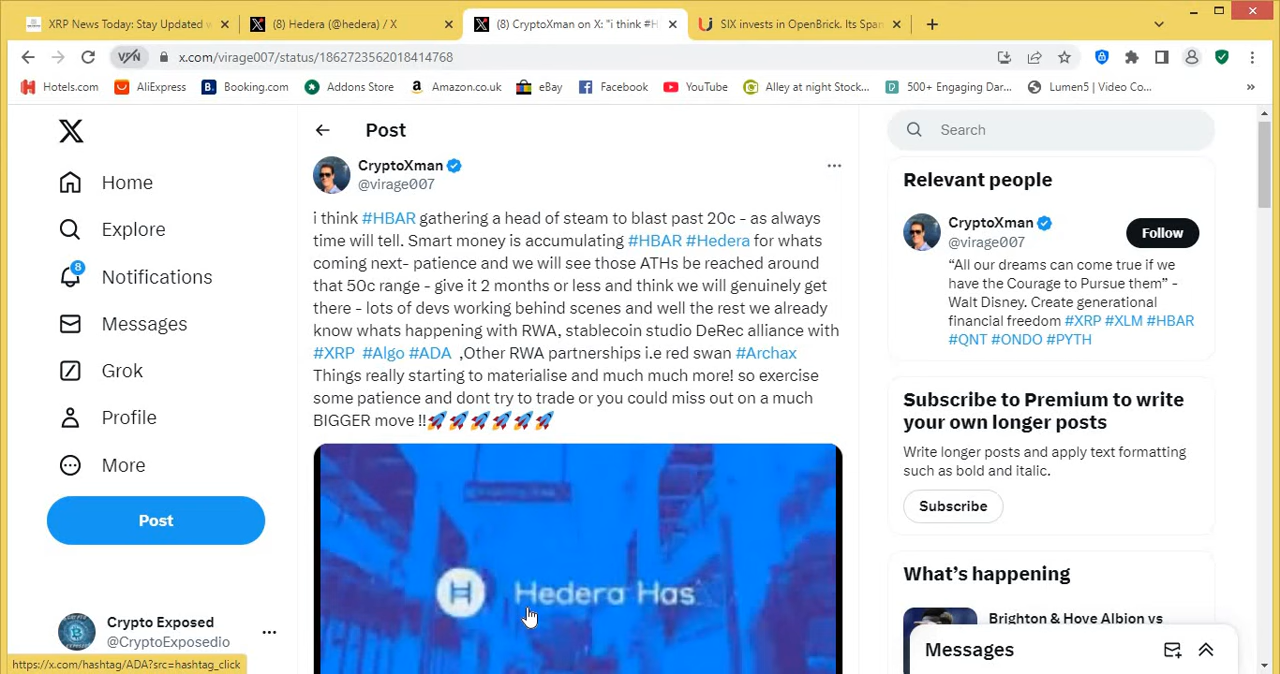 XRP News Today: Stay Updated w
(8) Hedera (@hedera) / X
(8) CryptoXman on X: "i think #H
SIX invests in OpenBrick. Its Spar
VPN
x.com/virage007/status/1862723562018414768
Hotels.com
AliExpress
Booking.com
Addons Store
Amazon.co.uk
eBay
Facebook
YouTube
Alley at night Stock...
500+ Engaging Dar...
Lumen5 | Video Co...
Home
Explore
8
Notifications
Messages
Grok
Profile
More
Post
Crypto Exposed
@CryptoExposedio
https://x.com/hashtag/ADA?src=hashtag_click
Post
CryptoXman
@virage007
i think #HBAR gathering a head of steam to blast past 20c - as always
time will tell. Smart money is accumulating #HBAR #Hedera for whats
coming next- patience and we will see those ATHs be reached around
that 50c range - give it 2 months or less and think we will genuinely get
there - lots of devs working behind scenes and well the rest we already
know whats happening with RWA, stablecoin studio DeRec alliance with
#XRP #Algo #ADA ,Other RWA partnerships i.e red swan #Archax
Things really starting to materialise and much much more! so exercise
some patience and dont try to trade or you could miss out on a much
BIGGER move !!🚀🚀🚀🚀🚀🚀
Hedera Has
Search
Relevant people
CryptoXman
@virage007
Follow
“All our dreams can come true if we
have the Courage to Pursue them” -
Walt Disney. Create generational
financial freedom #XRP #XLM #HBAR
#QNT #ONDO #PYTH
Subscribe to Premium to write
your own longer posts
Write longer posts and apply text formatting
such as bold and italic.
Subscribe
What’s happening
Brighton & Hove Albion vs
Messages